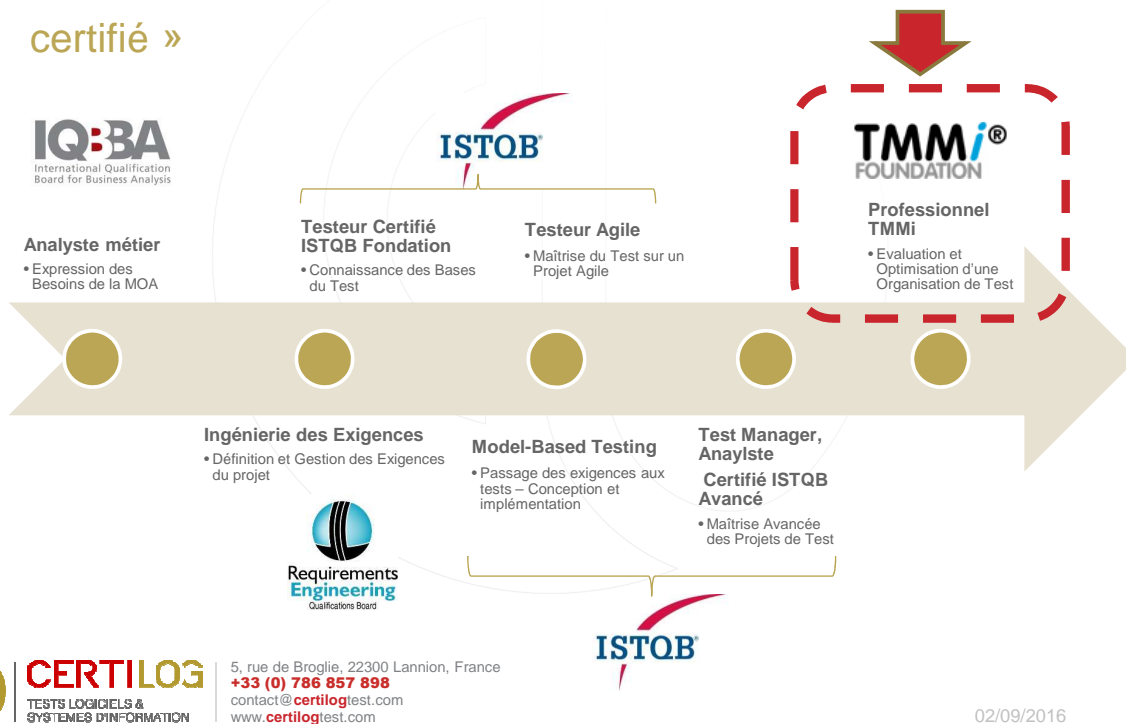 certifié »
IQBBA
International Qualification
Board for Business Analysis
ISTQB®
TMMi®
FOUNDATION
Analyste métier
• Expression des
Besoins de la MOA
Testeur Certifié
ISTQB Fondation
• Connaissance des Bases
du Test
Testeur Agile
• Maîtrise du Test sur un
Projet Agile
Professionnel
TMMi
• Evaluation et
Optimisation d'une
Organisation de Test
Ingénierie des Exigences
• Définition et Gestion des Exigences
du projet
Requirements
Engineering
Qualifications Board
Model-Based Testing
• Passage des exigences aux
tests – Conception et
implémentation
Test Manager,
Anaylste
Certifié ISTQB
Avancé
• Maîtrise Avancée
des Projets de Test
ISTQB®
CERTILOG
TESTS LOGICIELS &
SYSTEMES D'INFORMATION
5, rue de Broglie, 22300 Lannion, France
+33 (0) 786 857 898
contact@certilogtest.com
www.certilogtest.com
02/09/2016